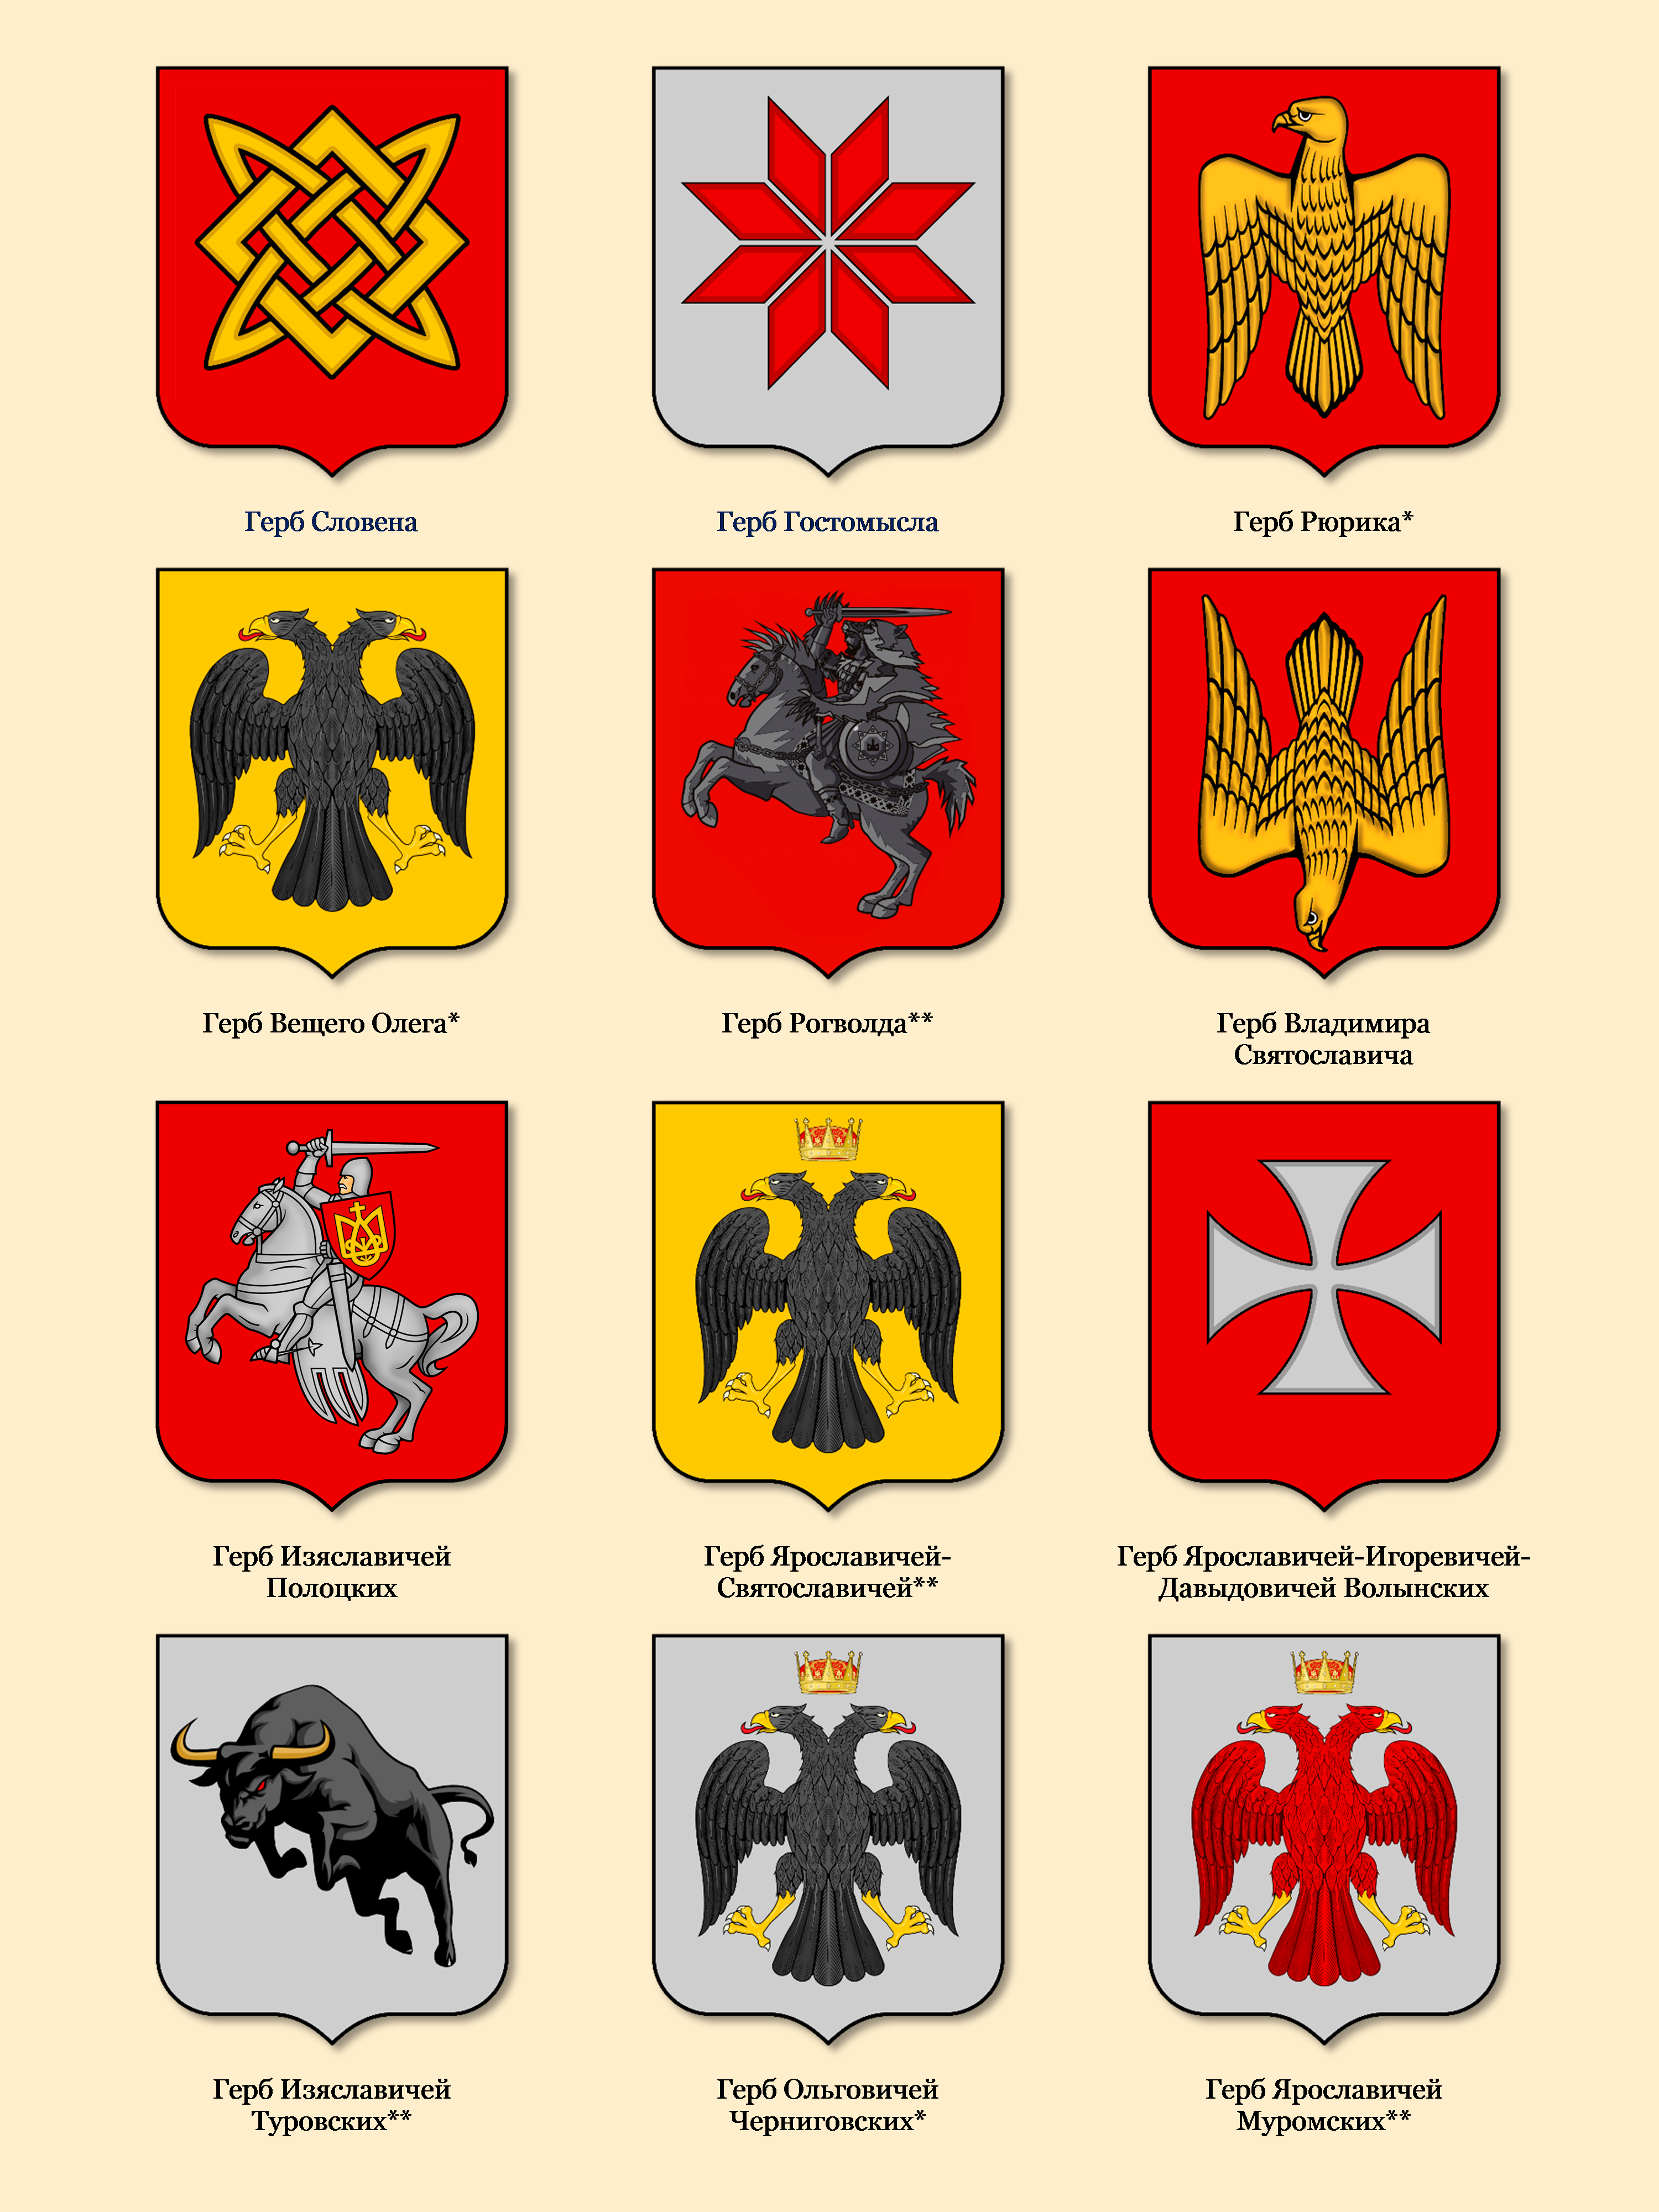 Герб Словена
Герб Гостомысла
Герб Рюрика*
Герб Вещего Олега*
Герб Рогволда**
Герб Владимира
Святославича
Герб Изяславичей
Полоцких
Герб Ярославичей-
Святославичей**
Герб Ярославичей-Игоревичей-
Давыдовичей Волынских
Герб Изяславичей
Туровских**
Герб Ольговичей
Черниговских*
Герб Ярославичей
Муромских**